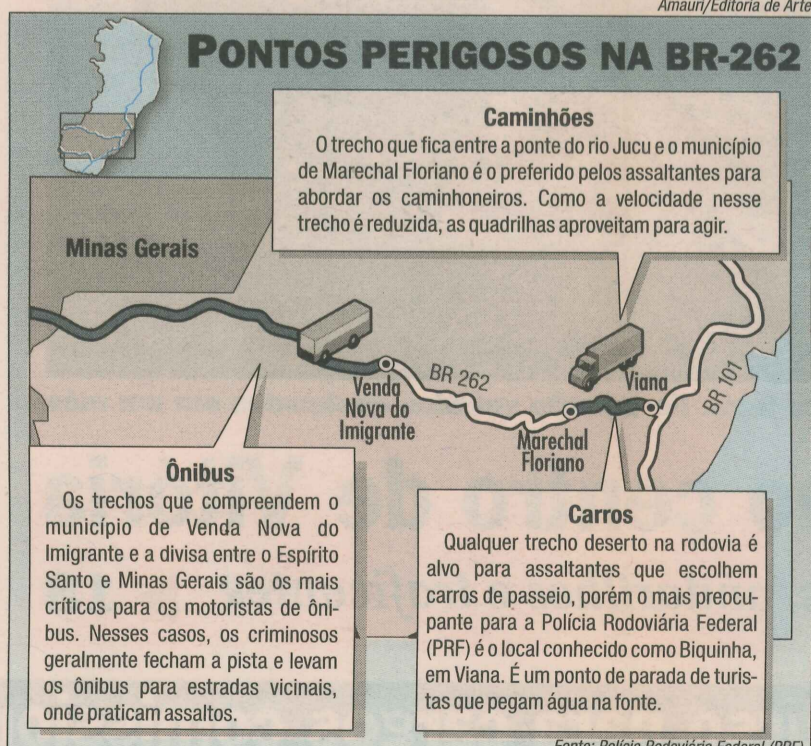 Amauri/Editoria de Arte
PONTOS PERIGOSOS NA BR-262
Caminhões
O trecho que fica entre a ponte do rio Jucu e o município
de Marechal Floriano é o preferido pelos assaltantes para
abordar os caminhoneiros. Como a velocidade nesse
trecho é reduzida, as quadrilhas aproveitam para agir.
Minas Gerais
BR 262
Venda
Nova do
Imigrante
Marechal
Floriano
Viana
BR 101
Ônibus
Os trechos que compreendem o
município de Venda Nova do
Imigrante e a divisa entre o Espírito
Santo e Minas Gerais são os mais
críticos para os motoristas de ôni-
bus. Nesses casos, os criminosos
geralmente fecham a pista e levam
os ônibus para estradas vicinais,
onde praticam assaltos.
Carros
Qualquer trecho deserto na rodovia é
alvo para assaltantes que escolhem
carros de passeio, porém o mais preocu-
pante para a Polícia Rodoviária Federal
(PRF) é o local conhecido como Biquinha,
em Viana. É um ponto de parada de turis-
tas que pegam água na fonte.
Fonte: Polícia Rodoviária Federal (PRF)